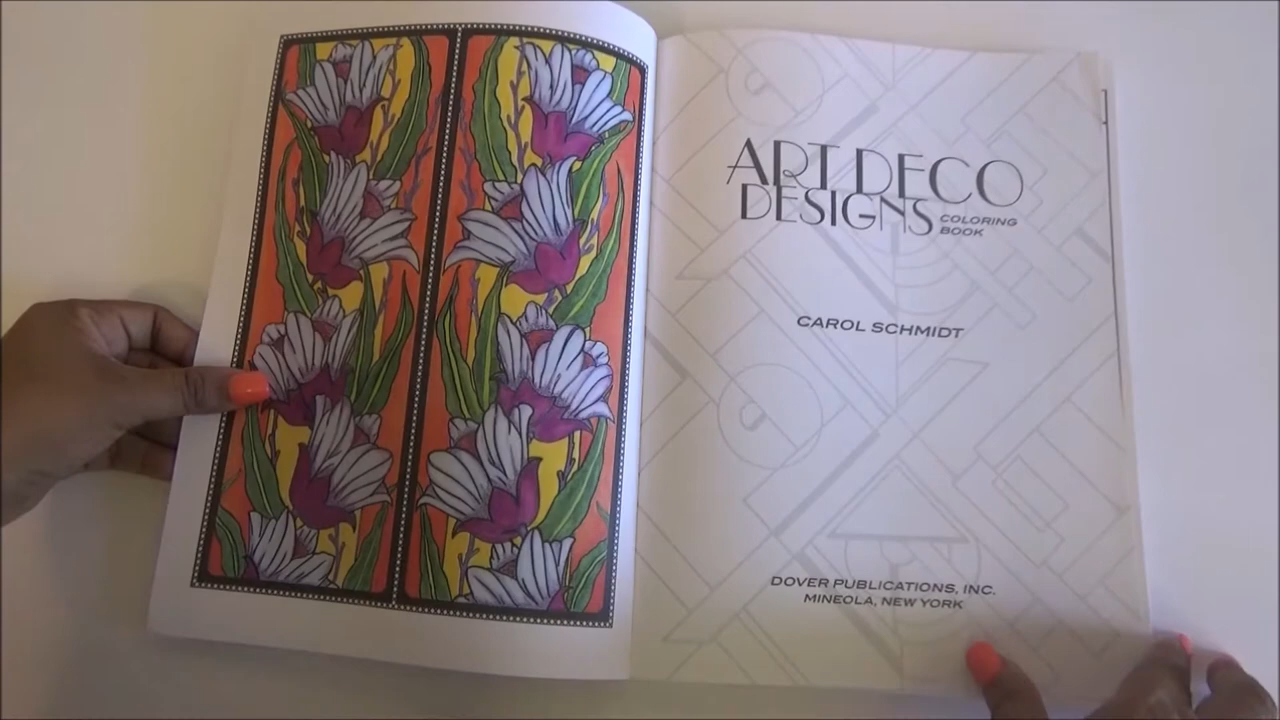 ART DECO
DESIGNS COLORING
BOOK
CAROL SCHMIDT
DOVER PUBLICATIONS, INC.
MINEOLA, NEW YORK